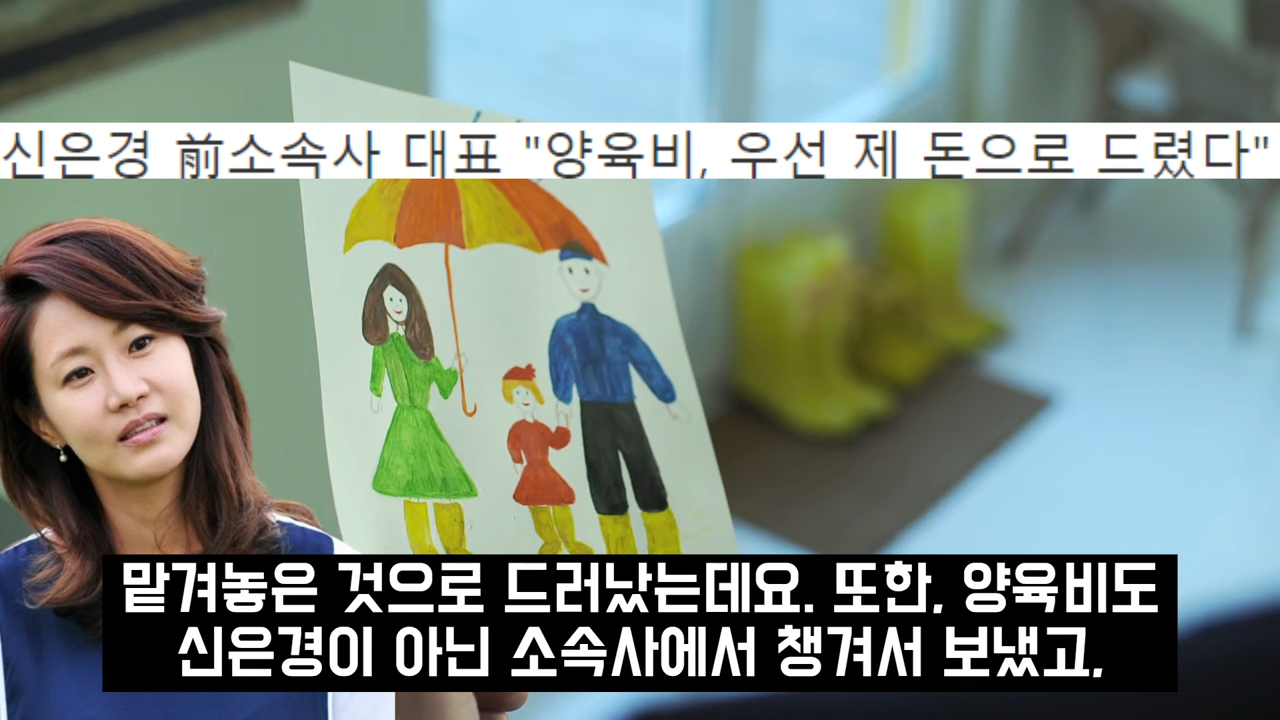 신은경 前소속사 대표 "양육비, 우선 제 돈으로 드렸다"
맡겨놓은 것으로 드러났는데요. 또한, 양육비도
신은경이 아닌 소속사에서 챙겨서 보냈고,